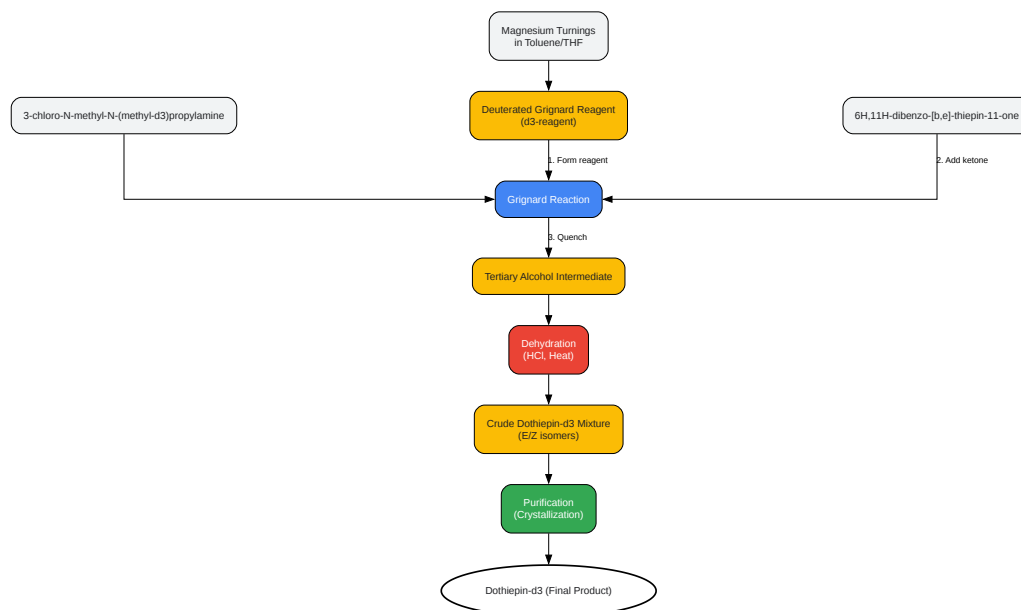 Magnesium Turnings
in Toluene/THF
3-chloro-N-methyl-N-(methyl-d3)propylamine
Deuterated Grignard Reagent
(d3-reagent)
6H,11H-dibenzo-[b,e]-thiepin-11-one
1. Form reagent
2. Add ketone
Grignard Reaction
3. Quench
Tertiary Alcohol Intermediate
Dehydration
(HCl, Heat)
Crude Dothiepin-d3 Mixture
(E/Z isomers)
Purification
(Crystallization)
Dothiepin-d3 (Final Product)